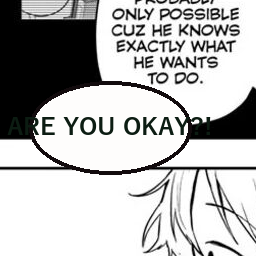 PROBABLY
ONLY POSSIBLE
CUZ HE KNOWS
EXACTLY WHAT
HE WANTS
TO DO.
ARE YOU OKAY?!